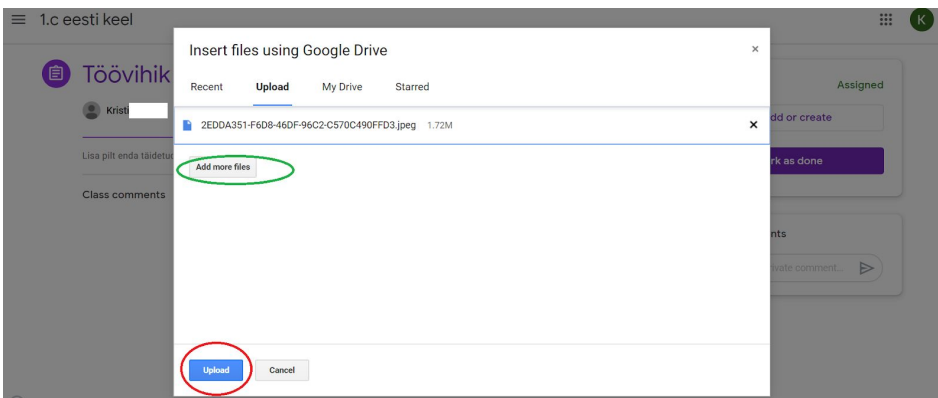 1.c eesti keel
K
Insert files using Google Drive
×
Recent Upload My Drive Starred
Töövihik
Assigned
Kristi
2EDDA351-F6D8-46DF-96C2-C570C490FFD3.jpeg 1.72M
×
dd or create
Lisa pilt enda täidetud
Add more files
rk as done
Class comments
nts
rivate comment...
Upload Cancel